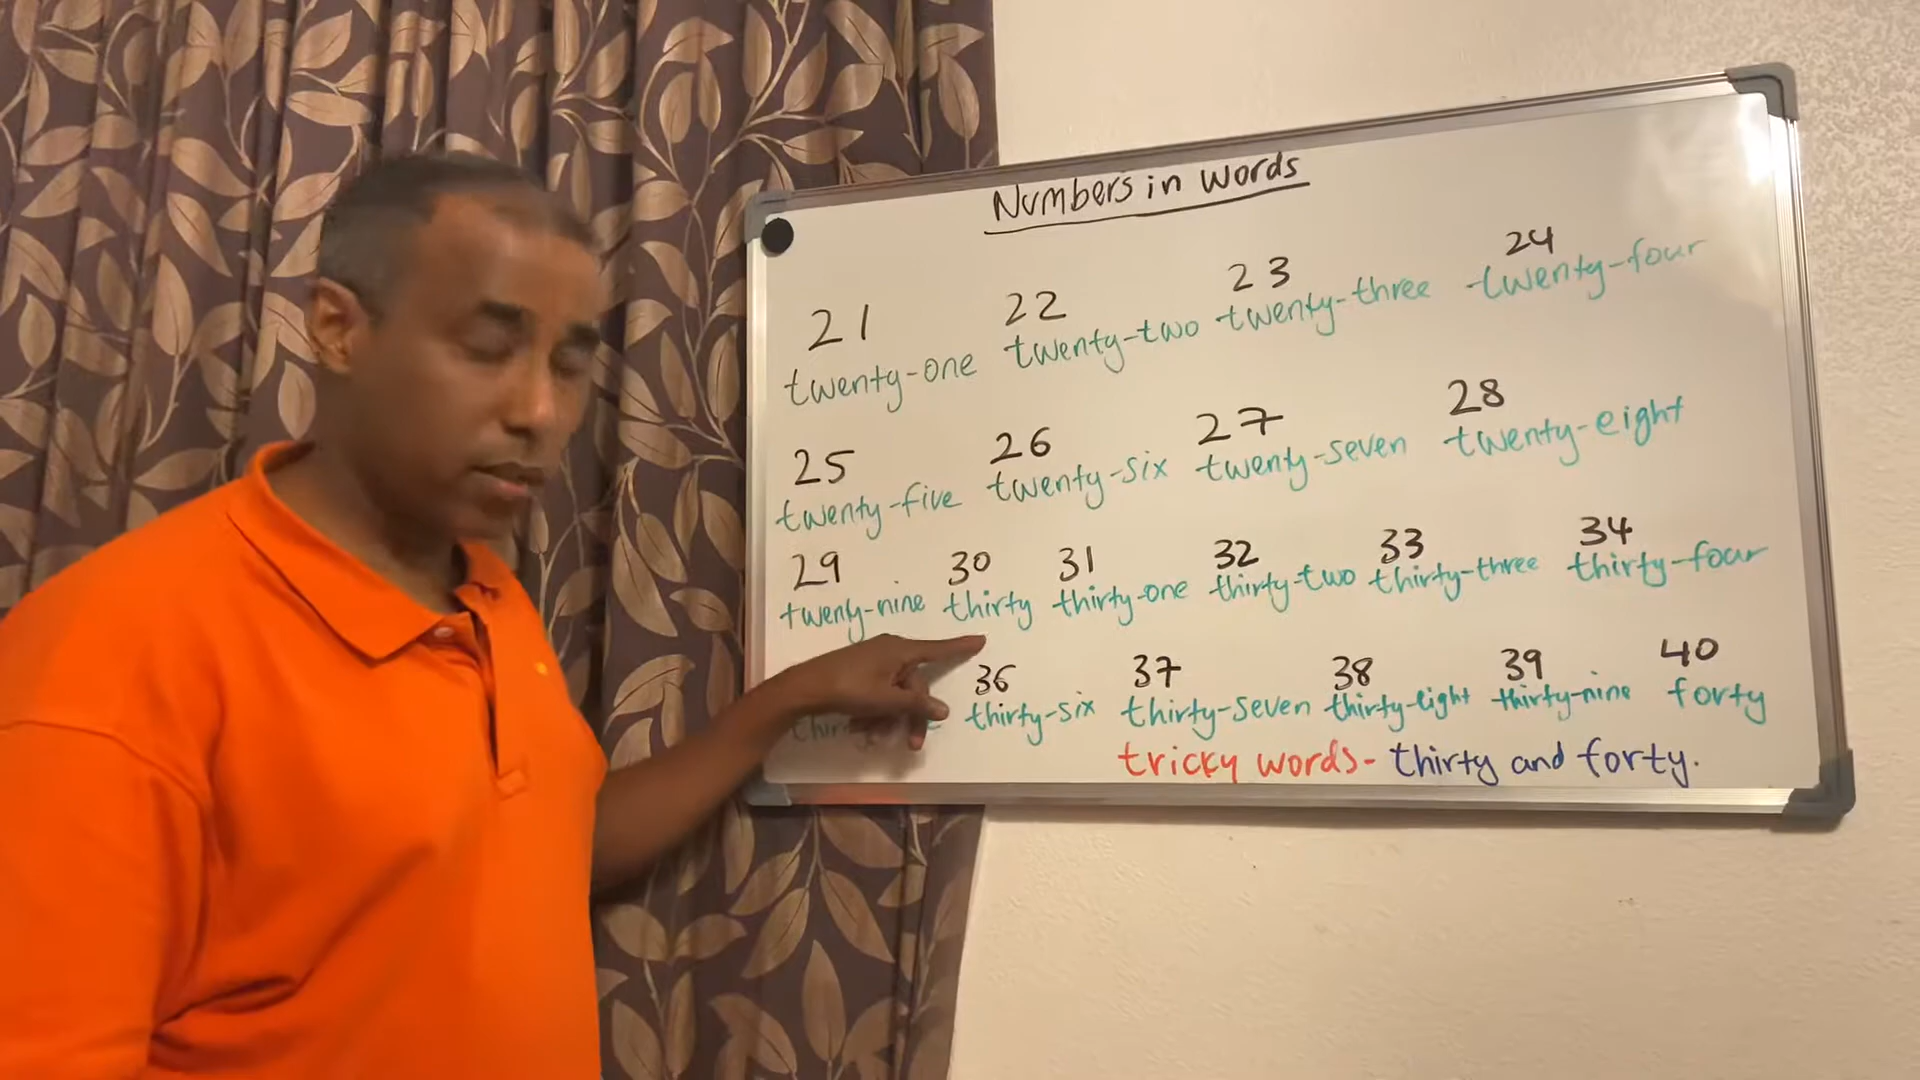 Numbers in words
21 22 23 24
twenty-one twenty-two twenty-three twenty-four
25 26 27 28
twenty-five twenty-six twenty-seven twenty-eight
29 30 31 32 33 34
tweny-nine thirty thirty-one thirty-two thirty-three thirty-four
36 37 38 39 40
thirty-six thirty-seven thirty-eight thirty-nine forty
tricky words- thirty and forty.